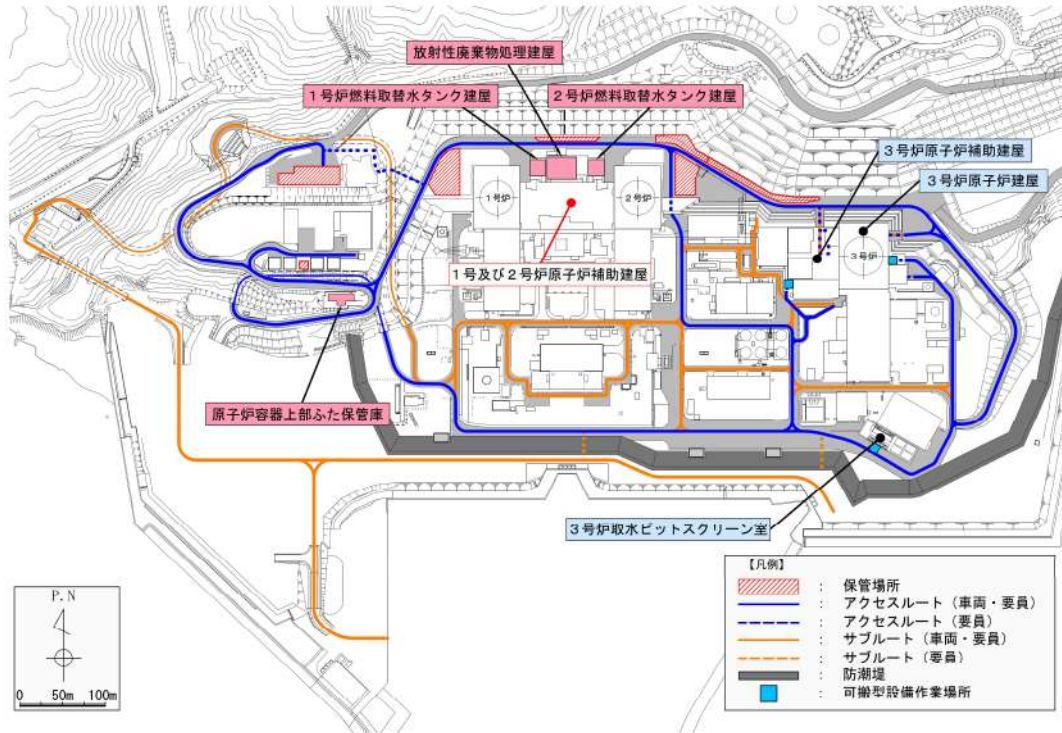 放射性廃棄物処理建屋
1号炉燃料取替水タンク建屋
2号炉燃料取替水タンク建屋
3号炉原子炉補助建屋
3号炉原子炉建屋
1号炉
2号炉
3号炉
1号及び2号炉原子炉補助建屋
原子炉容器上部ふた保管庫
3号炉取水ピットスクリーン室
P.N
0 50m 100m
【凡例】
: 保管場所
: アクセスルート（車両・要員）
: アクセスルート（要員）
: サブルート（車両・要員）
: サブルート（要員）
: 防潮堤
: 可搬型設備作業場所